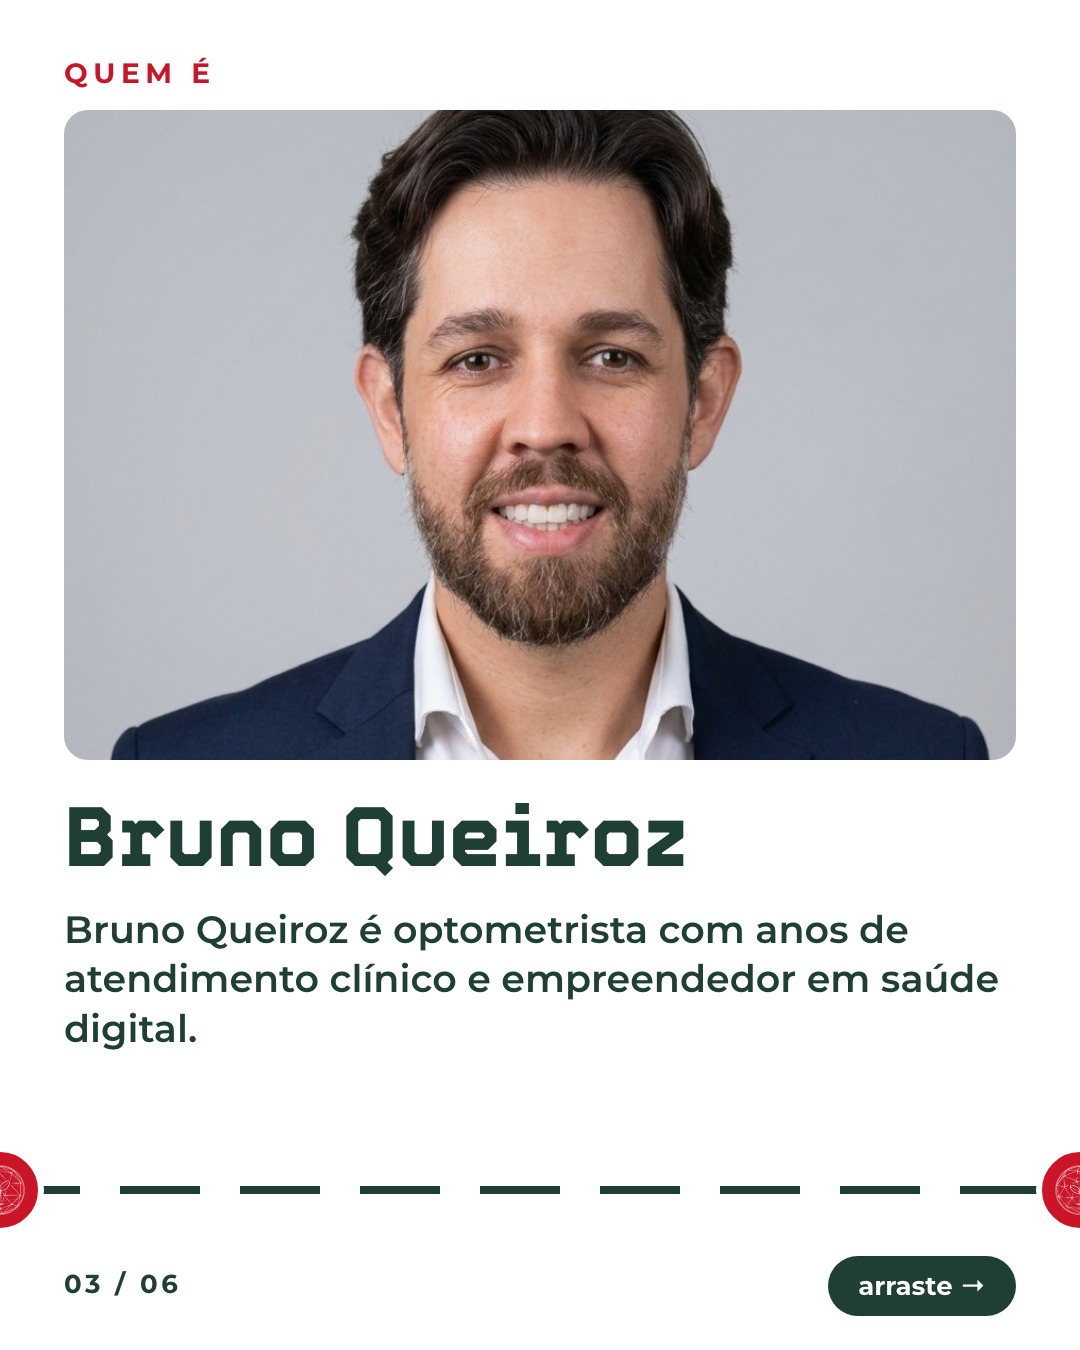 QUEM É
Bruno Queiroz
Bruno Queiroz é optometrista com anos de
atendimento clínico e empreendedor em saúde
digital.
03 / 06
arraste →